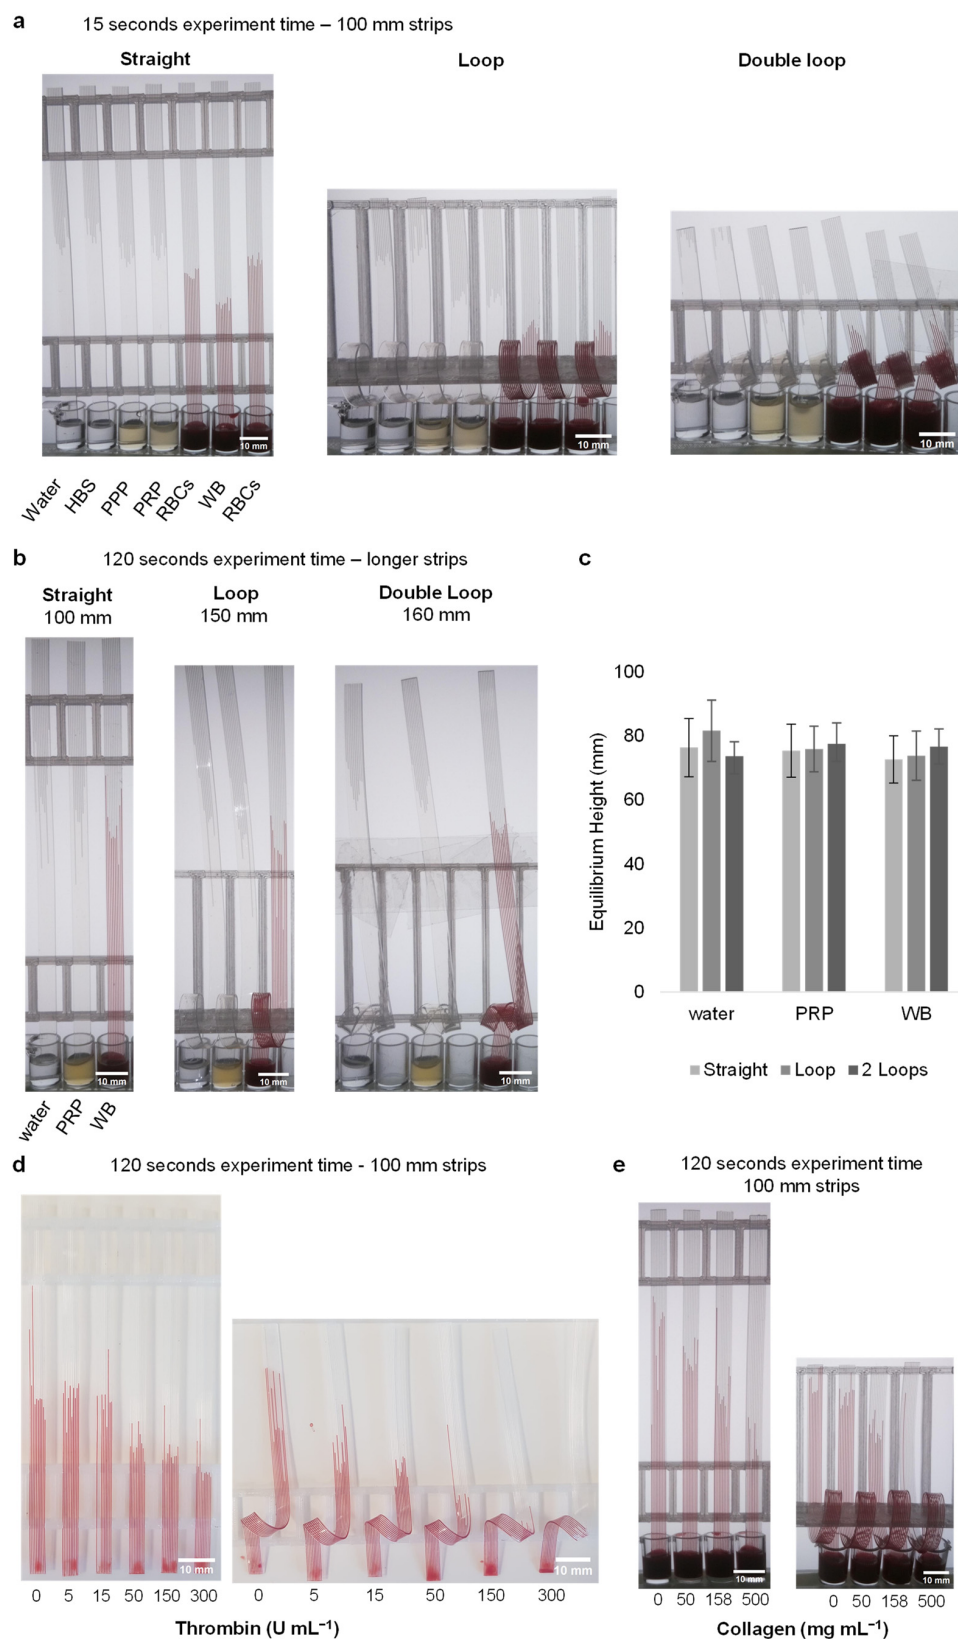 a
15 seconds experiment time – 100 mm strips
Straight
Loop
Double loop
10 mm
10 mm
10 mm
Water
HBS
PPP
PRP
RBCs
WB
RBCs
b
120 seconds experiment time – longer strips
Straight
100 mm
Loop
150 mm
Double Loop
160 mm
10 mm
10 mm
10 mm
water
PRP
WB
c
Equilibrium Height (mm)
100
80
60
40
20
0
water PRP WB
Straight Loop 2 Loops
d
120 seconds experiment time - 100 mm strips
10 mm
10 mm
0 5 15 50 150 300
0 5 15 50 150 300
Thrombin (U mL⁻¹)
e
120 seconds experiment time
100 mm strips
10 mm
10 mm
0 50 158 500
0 50 158 500
Collagen (mg mL⁻¹)